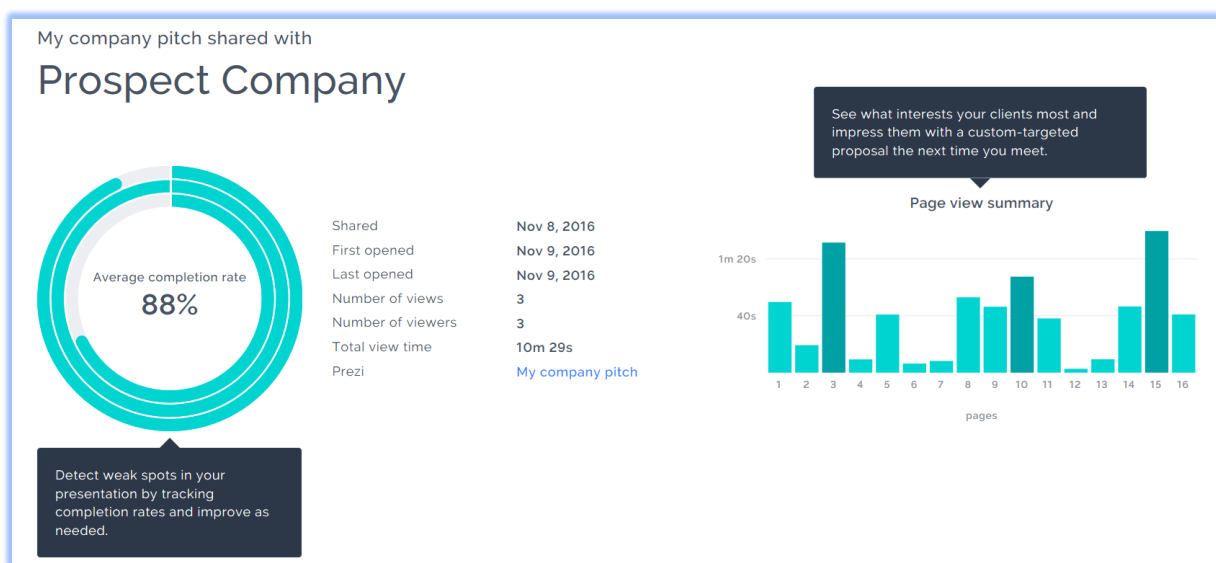 My company pitch shared with
Prospect Company
Average completion rate
88%
Detect weak spots in your
presentation by tracking
completion rates and improve as
needed.
Shared Nov 8, 2016
First opened Nov 9, 2016
Last opened Nov 9, 2016
Number of views 3
Number of viewers 3
Total view time 10m 29s
Prezi My company pitch
See what interests your clients most and
impress them with a custom-targeted
proposal the next time you meet.
Page view summary
1m 20s
40s
1 2 3 4 5 6 7 8 9 10 11 12 13 14 15 16
pages